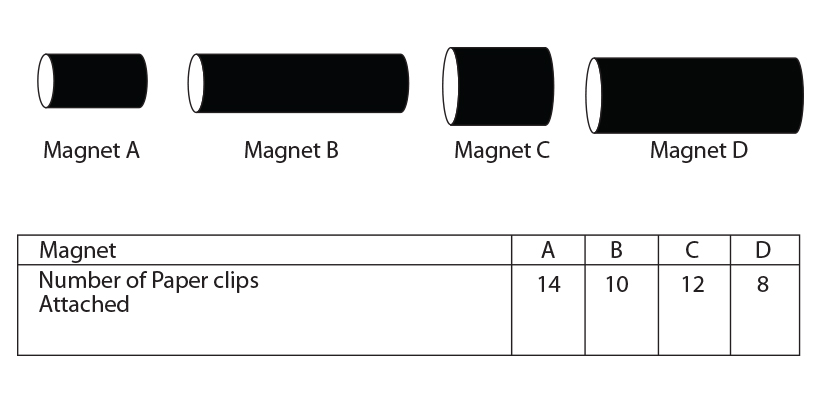 Magnet A Magnet B Magnet C Magnet D
Magnet A B C D
Number of Paper clips 14 10 12 8
Attached